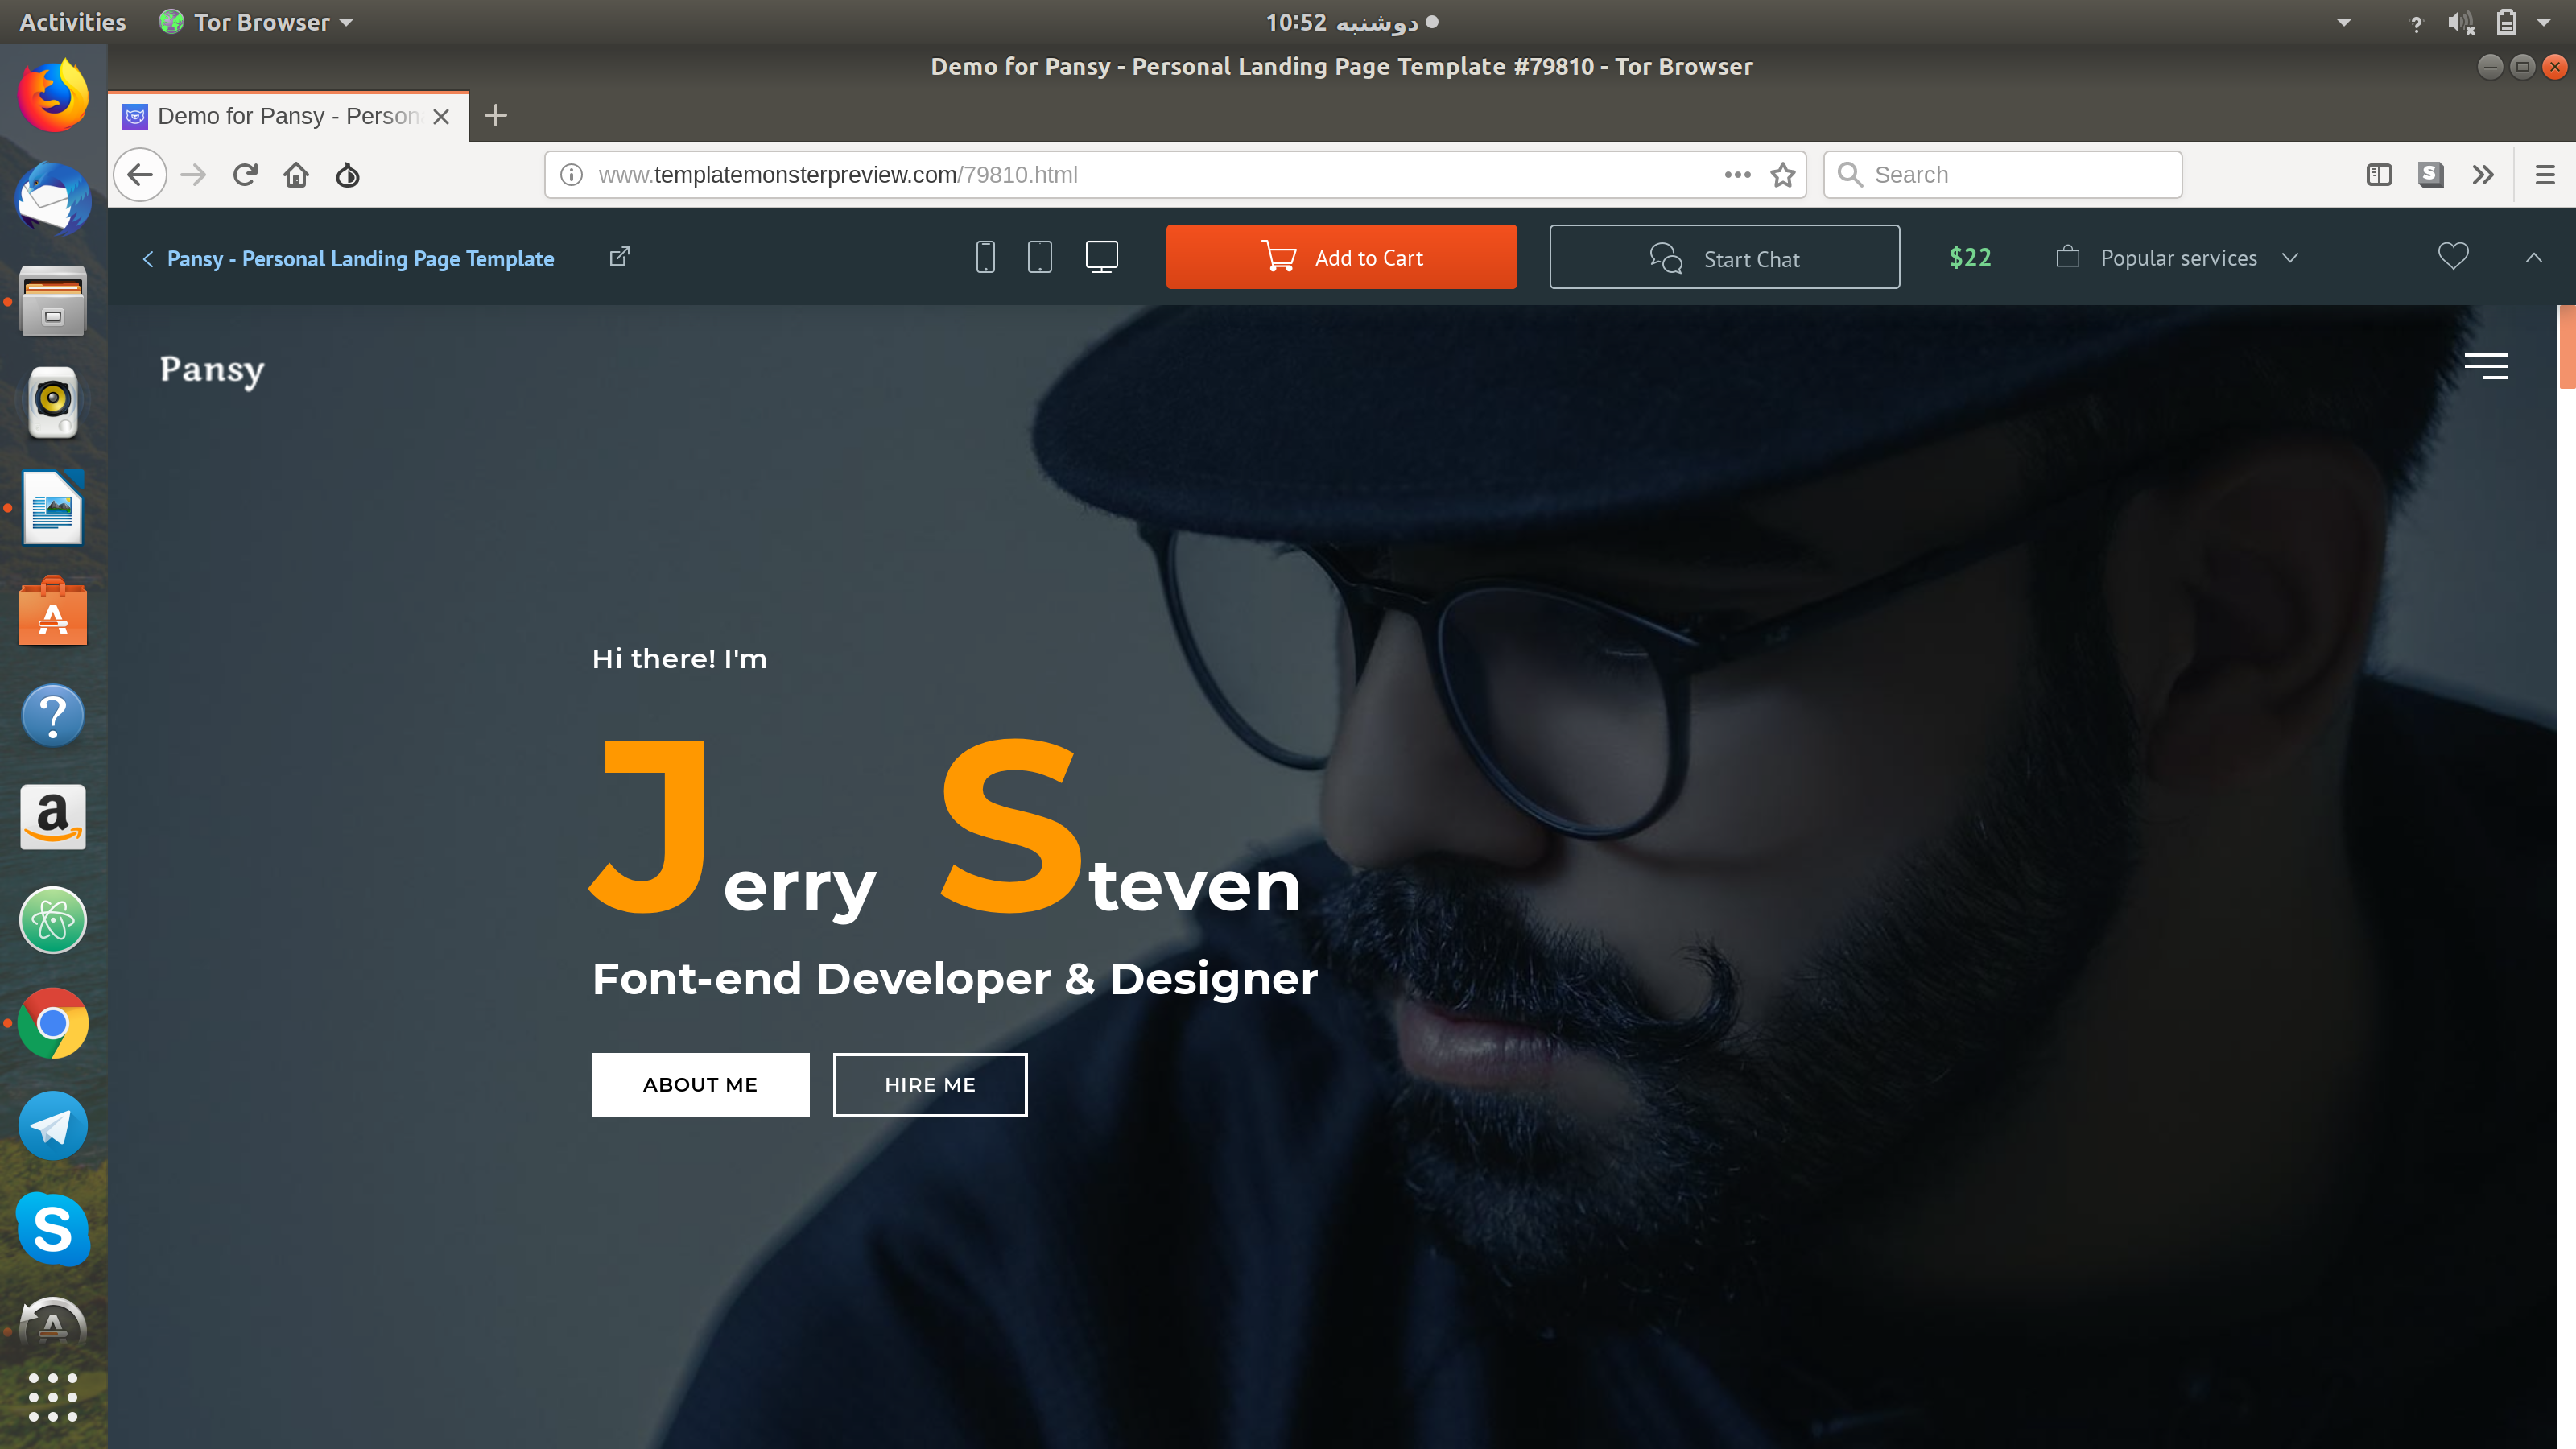 Activities Tor Browser 10:52 دوشنبه ?
Demo for Pansy - Personal Landing Page Template #79810 - Tor Browser
Demo for Pansy - Person
www.templatemonsterpreview.com/79810.html Search S
Pansy - Personal Landing Page Template Add to Cart Start Chat $22 Popular services
Pansy
Hi there! I'm
Jerry Steven
Font-end Developer & Designer
ABOUT ME HIRE ME